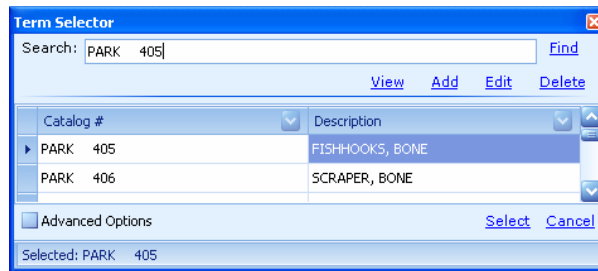 Term Selector
Search: PARK    405 Find
View Add Edit Delete
Catalog # Description
PARK    405 FISHHOOKS, BONE
PARK    406 SCRAPER, BONE
Advanced Options Select Cancel
Selected: PARK    405